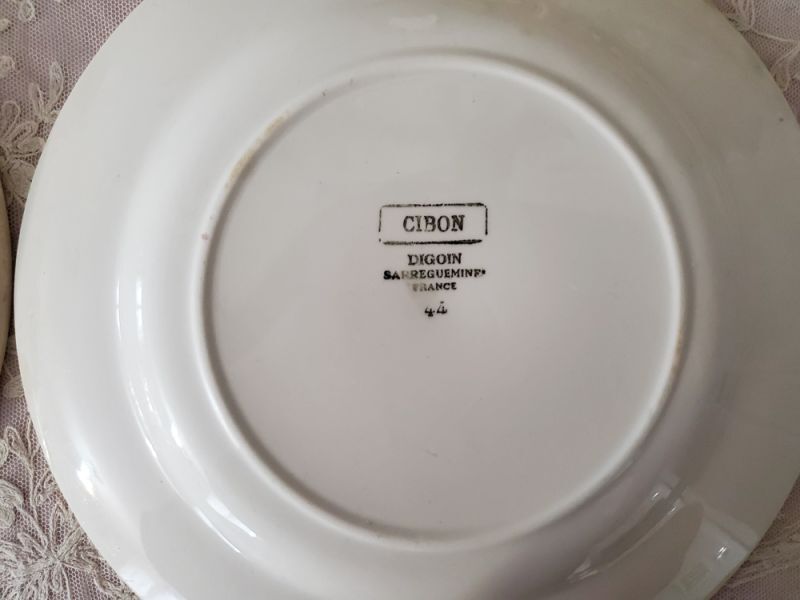 CIBON
DIGOIN
SARREGUEMINES
FRANCE
44